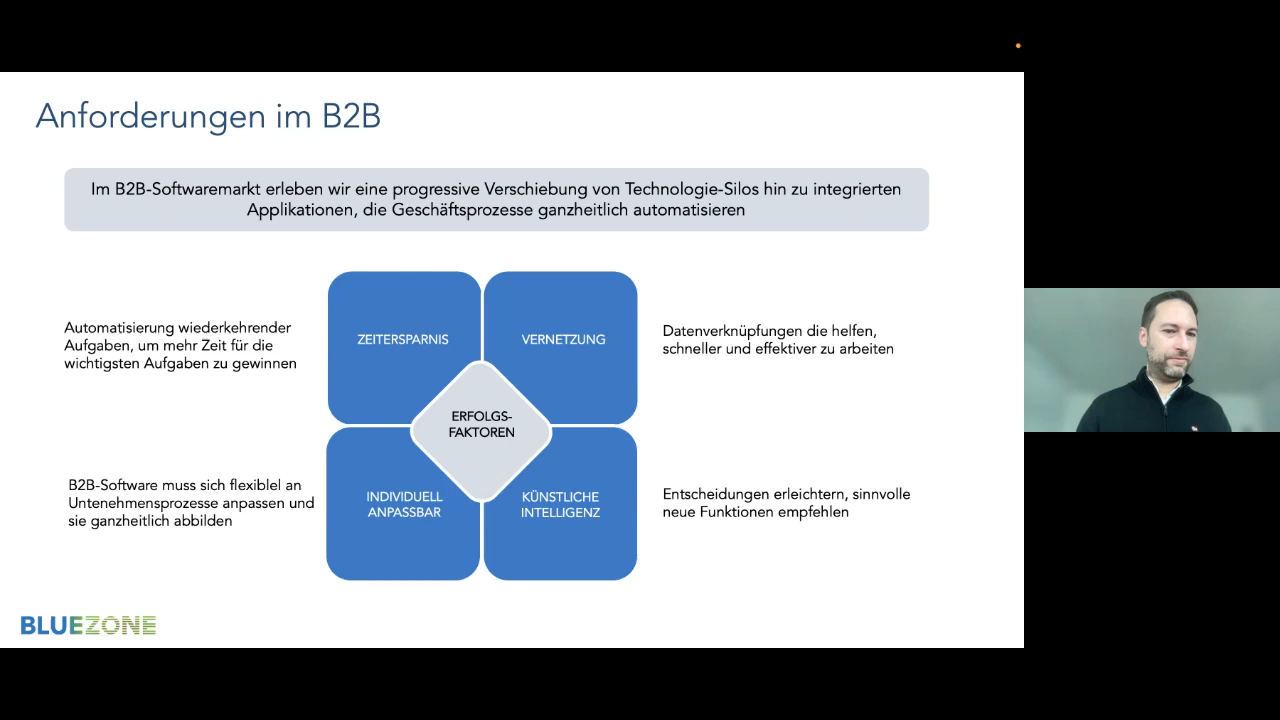 Anforderungen im B2B
Im B2B-Softwaremarkt erleben wir eine progressive Verschiebung von Technologie-Silos hin zu integrierten
Applikationen, die Geschäftsprozesse ganzheitlich automatisieren
Automatisierung wiederkehrender
Aufgaben, um mehr Zeit für die
wichtigsten Aufgaben zu gewinnen
ZEITERSPARNIS
VERNETZUNG
Datenverknüpfungen die helfen,
schneller und effektiver zu arbeiten
ERFOLGS-
FAKTOREN
B2B-Software muss sich flexiblel an
Untenehmensprozesse anpassen und
sie ganzheitlich abbilden
INDIVIDUELL
ANPASSBAR
KÜNSTLICHE
INTELLIGENZ
Entscheidungen erleichtern, sinnvolle
neue Funktionen empfehlen
BLUEZONE